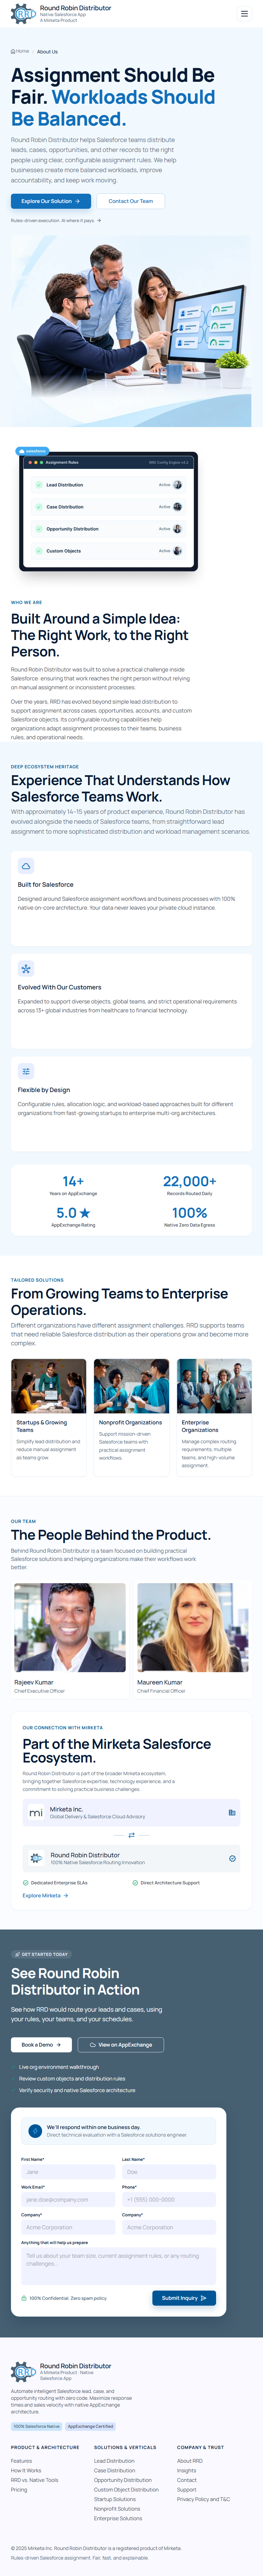 Round Robin Distributor
Native Salesforce App
A Mirketa Product
Home
About Us
Assignment Should Be
Fair. Workloads Should
Be Balanced.
Round Robin Distributor helps Salesforce teams distribute
leads, cases, opportunities, and other records to the right
people using clear, configurable assignment rules. We help
businesses create more balanced workloads, improve
accountability, and keep work moving.
Explore Our Solution →
Contact Our Team
Rules-driven execution. AI where it pays. →
Salesforce
Assignment Rules
RRD Config Engine v3.2
Lead Distribution
Active
Case Distribution
Active
Opportunity Distribution
Active
Custom Objects
Active
WHO WE ARE
Built Around a Simple Idea:
The Right Work, to the Right
Person.
Round Robin Distributor was built to solve a practical challenge inside
Salesforce: ensuring that work reaches the right person without relying
on manual assignment or inconsistent processes.
Over the years, RRD has evolved beyond simple lead distribution to
support assignment across cases, opportunities, accounts, and custom
Salesforce objects. Its configurable routing capabilities help
organizations adapt assignment processes to their teams, business
rules, and operational needs.
DEEP ECOSYSTEM HERITAGE
Experience That Understands How
Salesforce Teams Work.
With approximately 14–15 years of product experience, Round Robin Distributor has
evolved alongside the needs of Salesforce teams, from straightforward lead
assignment to more sophisticated distribution and workload management scenarios.
Built for Salesforce
Designed around Salesforce assignment workflows and business processes with 100%
native on-core architecture. Your data never leaves your private cloud instance.
Evolved With Our Customers
Expanded to support diverse objects, global teams, and strict operational requirements
across 13+ global industries from healthcare to financial technology.
Flexible by Design
Configurable rules, allocation logic, and workload-based approaches built for different
organizations from fast-growing startups to enterprise multi-org architectures.
14+
Years on AppExchange
22,000+
Records Routed Daily
5.0 ★
AppExchange Rating
100%
Native Zero Data Egress
TAILORED SOLUTIONS
From Growing Teams to Enterprise
Operations.
Different organizations have different assignment challenges. RRD supports teams
that need reliable Salesforce distribution as their operations grow and become more
complex.
Startups & Growing
Teams
Simplify lead distribution and
reduce manual assignment
as teams grow.
Nonprofit Organizations
Support mission-driven
Salesforce teams with
practical assignment
workflows.
Enterprise
Organizations
Manage complex routing
requirements, multiple
teams, and high-volume
assignment
OUR TEAM
The People Behind the Product.
Behind Round Robin Distributor is a team focused on building practical
Salesforce solutions and helping organizations make their workflows work
better.
Rajeev Kumar
Chief Executive Officer
Maureen Kumar
Chieef Financial Officer
OUR CONNECTION WITH MIRKETA
Part of the Mirketa Salesforce
Ecosystem.
Round Robin Distributor is part of the broader Mirketa ecosystem,
bringing together Salesforce expertise, technology experience, and a
commitment to solving practical business challenges.
mi
Mirketa Inc.
Global Delivery & Salesforce Cloud Advisory
Round Robin Distributor
100% Native Salesforce Routing Innovation
Dedicated Enterprise SLAs
Direct Architecture Support
Explore Mirketa →
GET STARTED TODAY
See Round Robin
Distributor in Action
See how RRD would route your leads and cases, using
your rules, your teams, and your schedules.
Book a Demo →
View on AppExchange
Live org environment walkthrough
Review custom objects and distribution rules
Verify security and native Salesforce architecture
We'll respond within one business day.
Direct technical evaluation with a Salesforce solutions engineer.
First Name*
Last Name*
Jane
Doe
Work Email*
Phone*
jane.doe@company.com
+1 (555) 000-0000
Company*
Company*
Acme Corporation
Acme Corporation
Anything that will help us prepare
Tell us about your team size, current assignment rules, or any routing
challenges...
100% Confidential. Zero spam policy
Submit Inquiry
Round Robin Distributor
A Mirketa Product · Native
Salesforce App
Automate intelligent Salesforce lead, case, and
opportunity routing with zero code. Maximize response
times and sales velocity with native AppExchange
architecture.
100% Salesforce Native
AppExchange Certified
PRODUCT & ARCHITECTURE
Features
How It Works
RRD vs. Native Tools
Pricing
SOLUTIONS & VERTICALS
Lead Distribution
Case Distribution
Opportunity Distribution
Custom Object Distribution
Startup Solutions
Nonprofit Solutions
Enterprise Solutions
COMPANY & TRUST
About RRD
Insights
Contact
Support
Privacy Policy and T&C
© 2025 Mirketa Inc. Round Robin Distributor is a registered product of Mirketa.
Rules-driven Salesforce assignment. Fair, fast, and explainable.